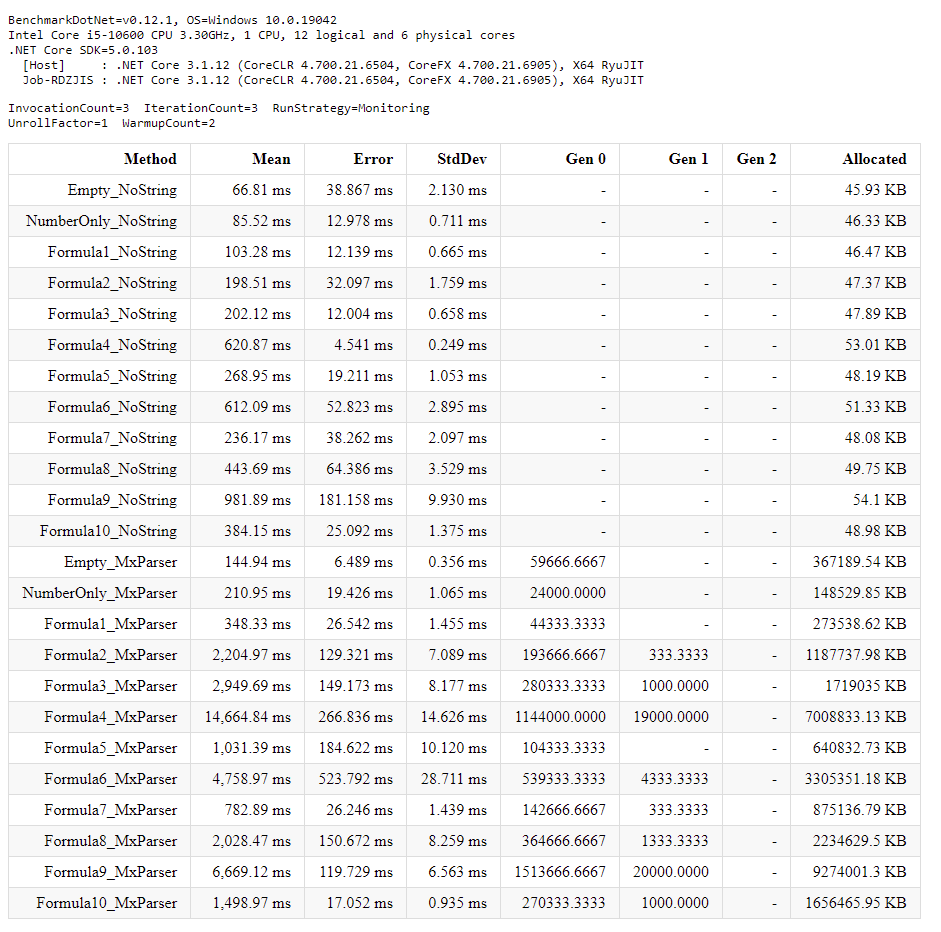 BenchmarkDotNet=v0.12.1, OS=Windows 10.0.19042
Intel Core i5-10600 CPU 3.30GHz, 1 CPU, 12 logical and 6 physical cores
.NET Core SDK=5.0.103
[Host]     : .NET Core 3.1.12 (CoreCLR 4.700.21.6504, CoreFX 4.700.21.6905), X64 RyuJIT
Job-RDZJIS : .NET Core 3.1.12 (CoreCLR 4.700.21.6504, CoreFX 4.700.21.6905), X64 RyuJIT
InvocationCount=3  IterationCount=3  RunStrategy=Monitoring
UnrollFactor=1  WarmupCount=2
Method Mean Error StdDev Gen 0 Gen 1 Gen 2 Allocated
Empty_NoString 66.81 ms 38.867 ms 2.130 ms - - - 45.93 KB
NumberOnly_NoString 85.52 ms 12.978 ms 0.711 ms - - - 46.33 KB
Formula1_NoString 103.28 ms 12.139 ms 0.665 ms - - - 46.47 KB
Formula2_NoString 198.51 ms 32.097 ms 1.759 ms - - - 47.37 KB
Formula3_NoString 202.12 ms 12.004 ms 0.658 ms - - - 47.89 KB
Formula4_NoString 620.87 ms 4.541 ms 0.249 ms - - - 53.01 KB
Formula5_NoString 268.95 ms 19.211 ms 1.053 ms - - - 48.19 KB
Formula6_NoString 612.09 ms 52.823 ms 2.895 ms - - - 51.33 KB
Formula7_NoString 236.17 ms 38.262 ms 2.097 ms - - - 48.08 KB
Formula8_NoString 443.69 ms 64.386 ms 3.529 ms - - - 49.75 KB
Formula9_NoString 981.89 ms 181.158 ms 9.930 ms - - - 54.1 KB
Formula10_NoString 384.15 ms 25.092 ms 1.375 ms - - - 48.98 KB
Empty_MxParser 144.94 ms 6.489 ms 0.356 ms 59666.6667 - - 367189.54 KB
NumberOnly_MxParser 210.95 ms 19.426 ms 1.065 ms 24000.0000 - - 148529.85 KB
Formula1_MxParser 348.33 ms 26.542 ms 1.455 ms 44333.3333 - - 273538.62 KB
Formula2_MxParser 2,204.97 ms 129.321 ms 7.089 ms 193666.6667 333.3333 - 1187737.98 KB
Formula3_MxParser 2,949.69 ms 149.173 ms 8.177 ms 280333.3333 1000.0000 - 1719035 KB
Formula4_MxParser 14,664.84 ms 266.836 ms 14.626 ms 1144000.0000 19000.0000 - 7008833.13 KB
Formula5_MxParser 1,031.39 ms 184.622 ms 10.120 ms 104333.3333 - - 640832.73 KB
Formula6_MxParser 4,758.97 ms 523.792 ms 28.711 ms 539333.3333 4333.3333 - 3305351.18 KB
Formula7_MxParser 782.89 ms 26.246 ms 1.439 ms 142666.6667 333.3333 - 875136.79 KB
Formula8_MxParser 2,028.47 ms 150.672 ms 8.259 ms 364666.6667 1333.3333 - 2234629.5 KB
Formula9_MxParser 6,669.12 ms 119.729 ms 6.563 ms 1513666.6667 20000.0000 - 9274001.3 KB
Formula10_MxParser 1,498.97 ms 17.052 ms 0.935 ms 270333.3333 1000.0000 - 1656465.95 KB